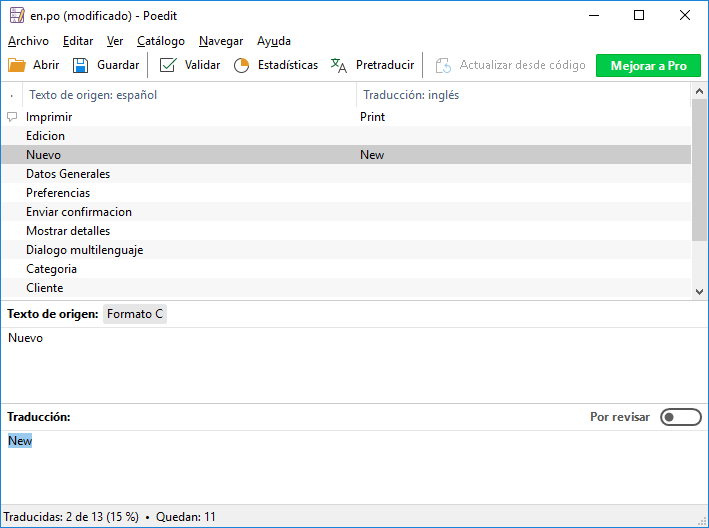 en.po (modificado) - Poedit
Archivo Editar Ver Catálogo Navegar Ayuda
Abrir Guardar Validar Estadísticas Pretraducir Actualizar desde código Mejorar a Pro
Texto de origen: español Traducción: inglés
Imprimir Print
Edicion
Nuevo New
Datos Generales
Preferencias
Enviar confirmacion
Mostrar detalles
Dialogo multilenguaje
Categoria
Cliente
Texto de origen: Formato C
Nuevo
Traducción: Por revisar
New
Traducidas: 2 de 13 (15 %) • Quedan: 11